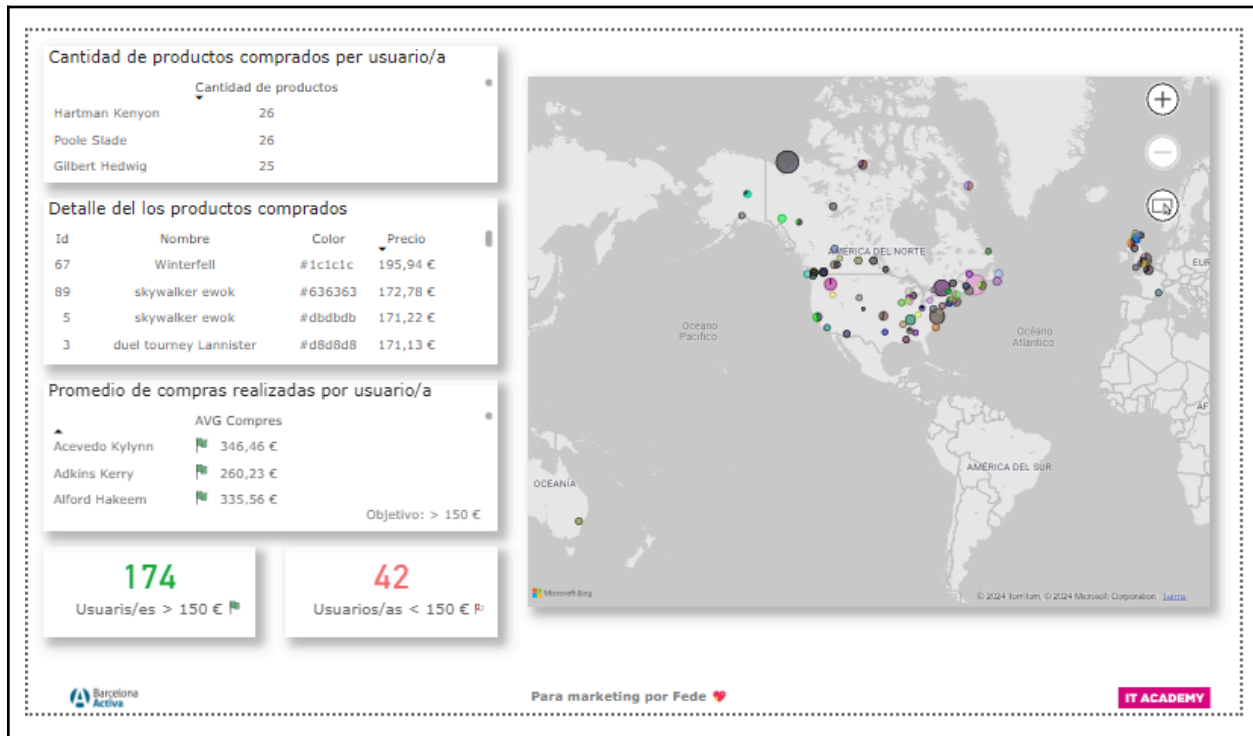 Cantidad de productos comprados per usuario/a
Cantidad de productos
Hartman Kenyon 26
Poole Slade 26
Gilbert Hedwig 25
Detalle del los productos comprados
Id Nombre Color Precio
67 Winterfell #1c1c1c 195,94 €
89 skywalker ewok #636363 172,78 €
5 skywalker ewok #dbdbdb 171,22 €
3 duel tourney Lannister #d8d8d8 171,13 €
Promedio de compras realizadas por usuario/a
AVG Compres
Acevedo Kylynn 346,46 €
Adkins Kerry 260,23 €
Alford Hakeem 335,56 €
Objetivo: > 150 €
174
Usuaris/es > 150 €
42
Usuarios/as < 150 €
AMÉRICA DEL NORTE
EUR
Océano
Pacífico
Océano
Atlántico
AF
AMÉRICA DEL SUR
OCEANÍA
Microsoft Bing
© 2024 TomTom, © 2024 Microsoft Corporation Terms
Barcelona
Activa
Para marketing por Fede
IT ACADEMY